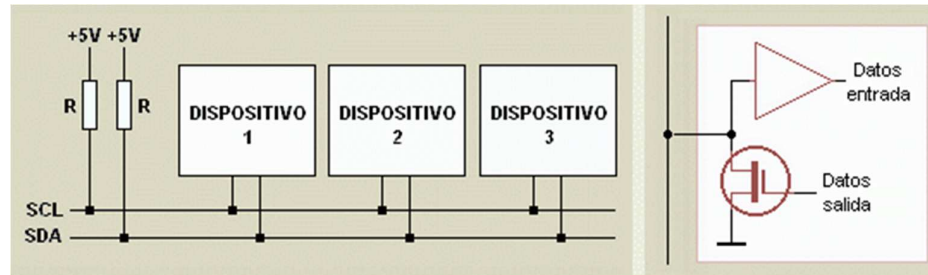 +5V +5V
R
R
DISPOSITIVO
1
DISPOSITIVO
2
DISPOSITIVO
3
SCL
SDA
Datos
entrada
Datos
salida